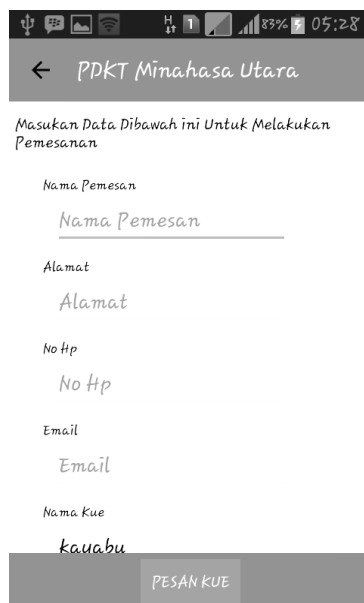 H 1 83% 05:28
PDKT Minahasa Utara
Masukan Data Dibawah ini Untuk Melakukan
Pemesanan
Nama Pemesan
Nama Pemesan
Alamat
Alamat
No Hp
No Hp
Email
Email
Nama Kue
kayabu
PESAN KUE